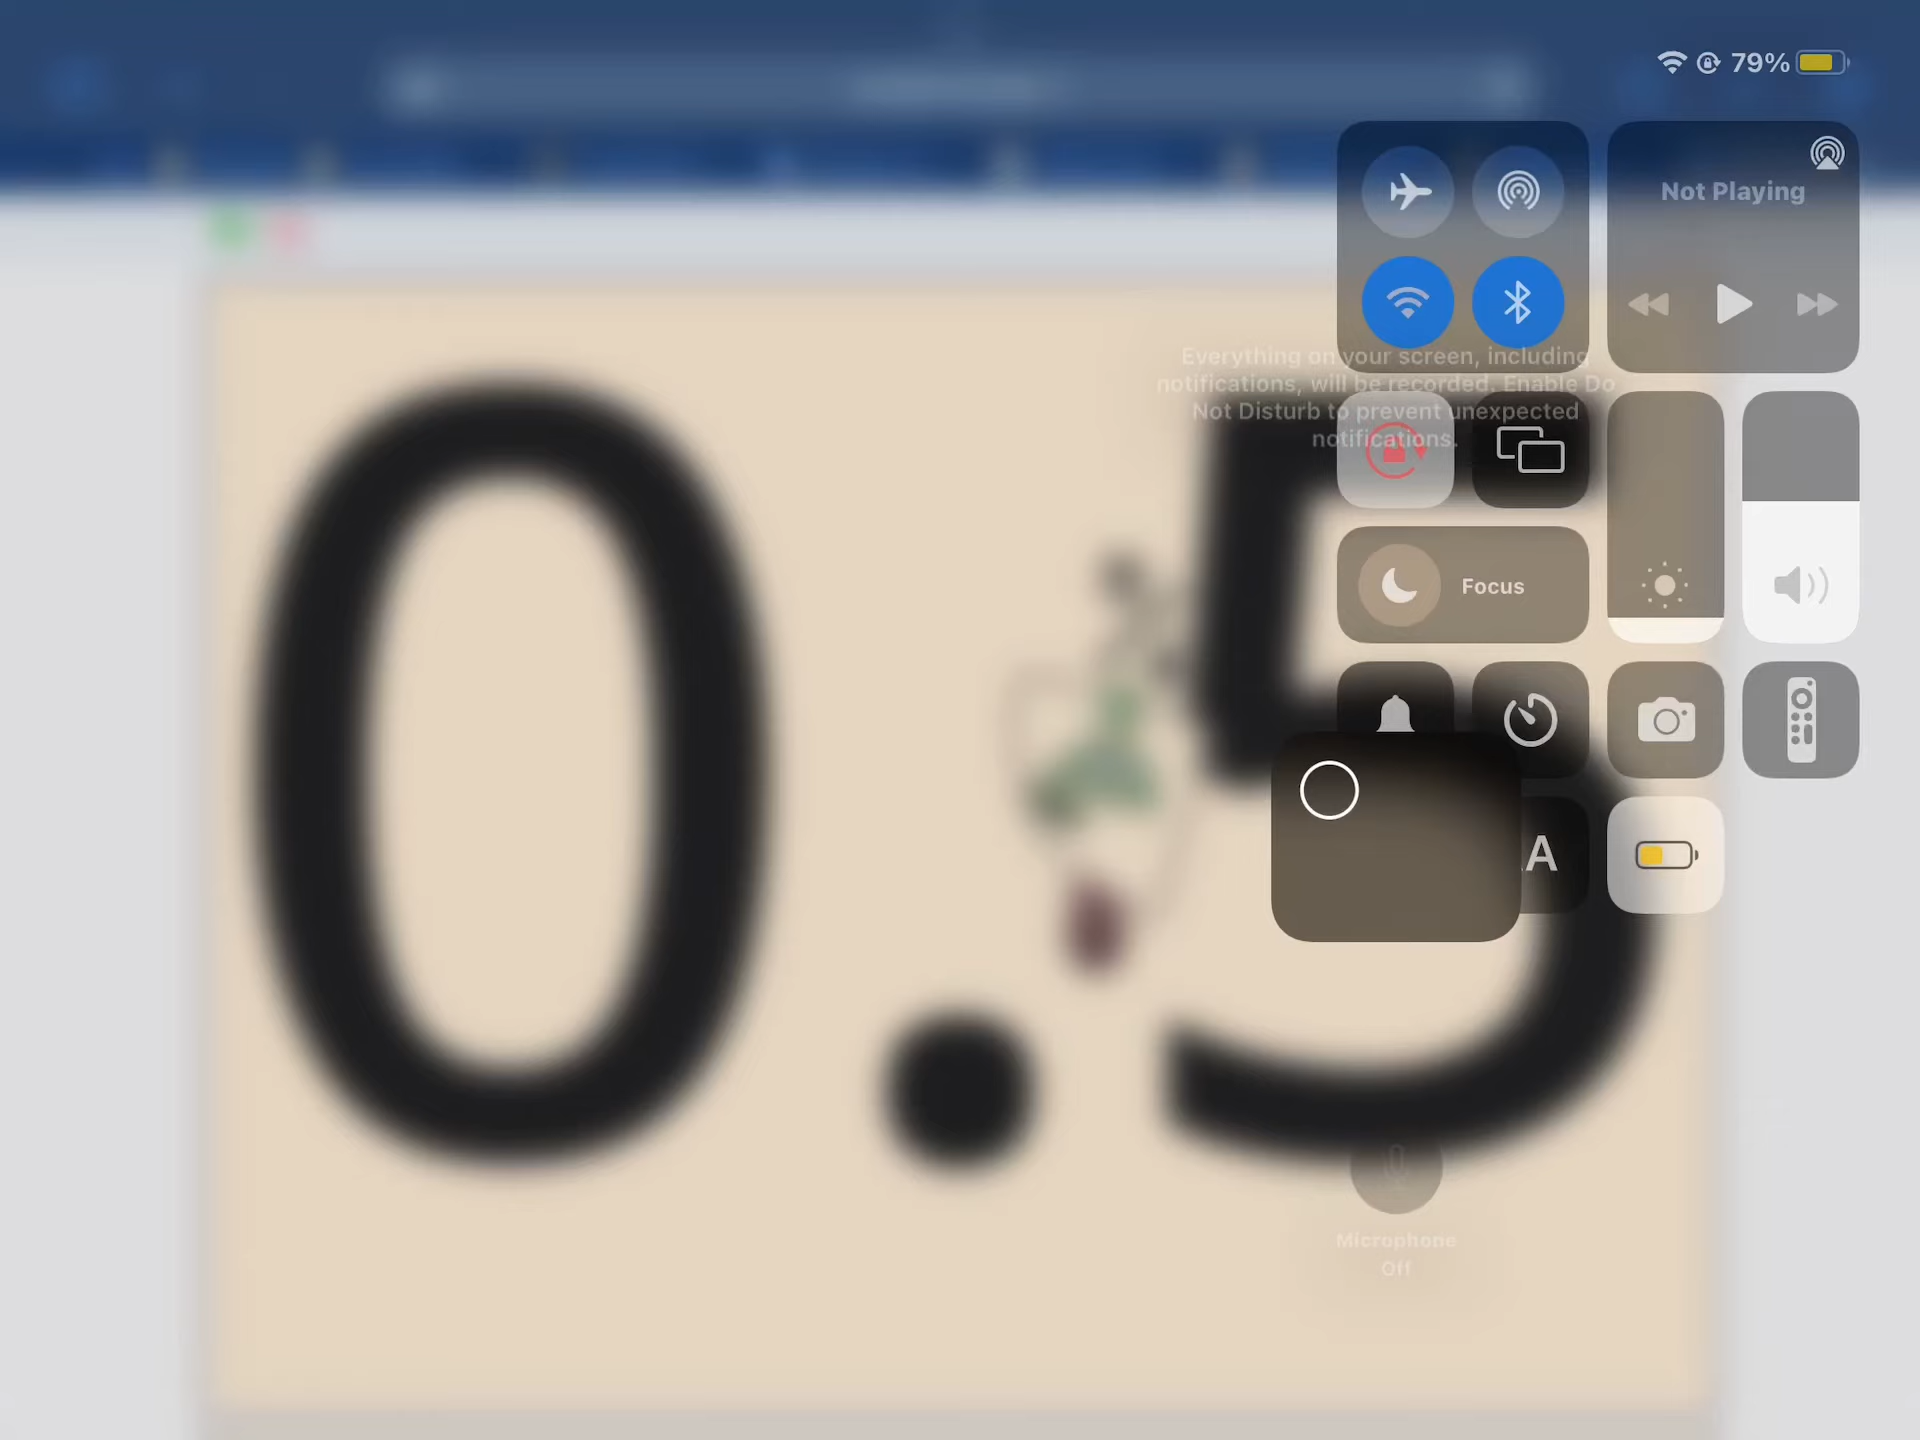 79%
Not Playing
Everything on your screen, including
notifications, will be recorded. Enable Do
Not Disturb to prevent unexpected
notifications.
Focus
A
0.5
Microphone
Off